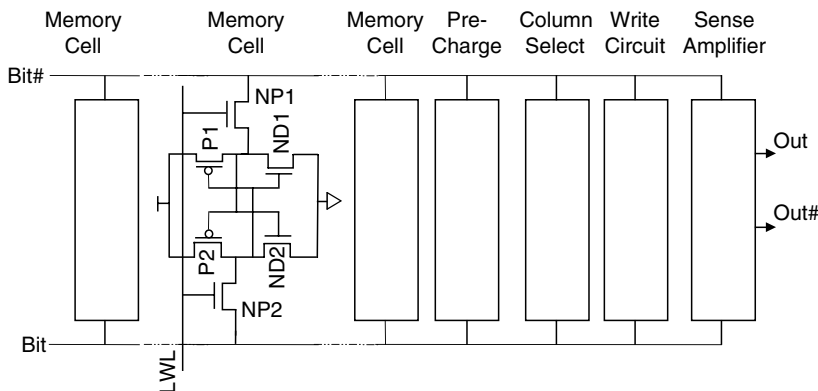 Memory Cell
Memory Cell
Memory Cell
Pre-Charge
Column Select
Write Circuit
Sense Amplifier
Bit#
NP1
P1
ND1
Out
Out#
P2
ND2
NP2
Bit
LWL